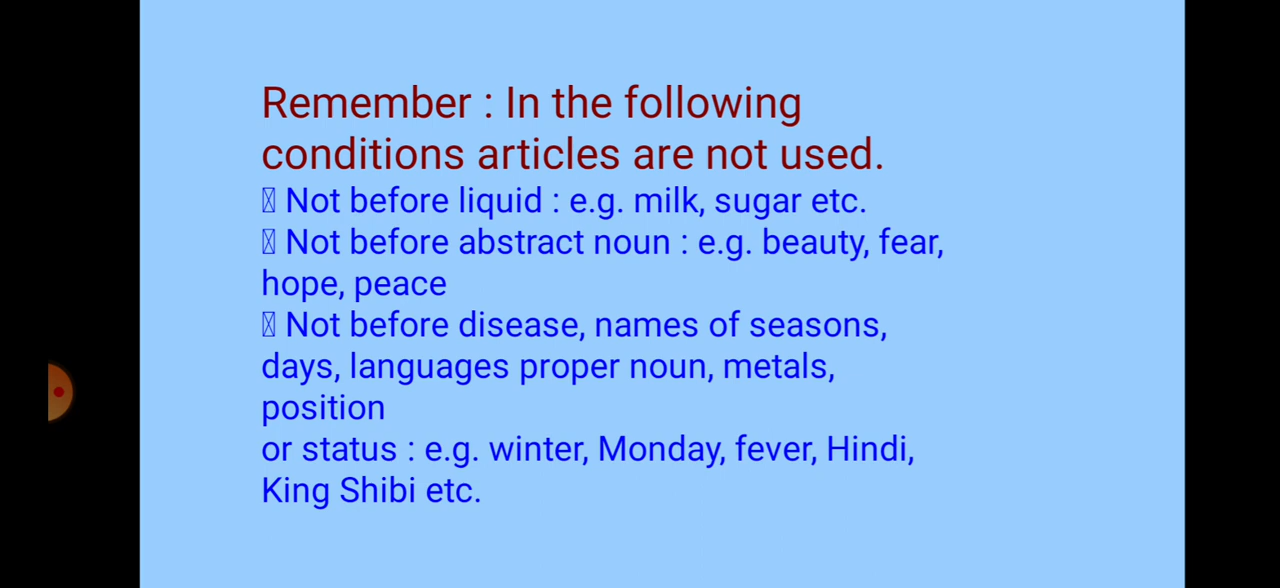 Remember : In the following
conditions articles are not used.
Not before liquid : e.g. milk, sugar etc.
Not before abstract noun : e.g. beauty, fear,
hope, peace
Not before disease, names of seasons,
days, languages proper noun, metals,
position
or status : e.g. winter, Monday, fever, Hindi,
King Shibi etc.